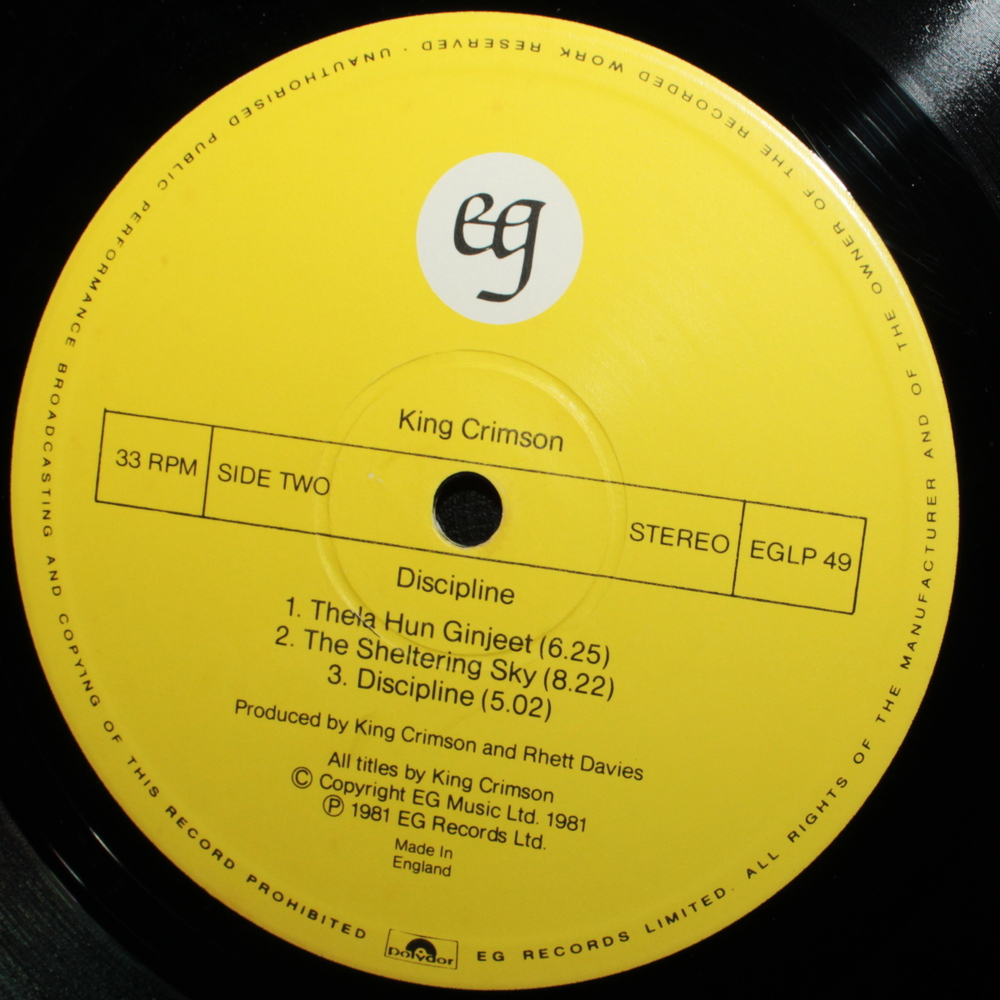 eg
King Crimson
33 RPM
SIDE TWO
STEREO
EGLP 49
Discipline
1. Thela Hun Ginjeet (6.25)
2. The Sheltering Sky (8.22)
3. Discipline (5.02)
Produced by King Crimson and Rhett Davies
All titles by King Crimson
© Copyright EG Music Ltd. 1981
℗ 1981 EG Records Ltd.
Made In
England
polydor
EG RECORDS LIMITED. ALL RIGHTS OF THE MANUFACTURER AND OF THE OWNER OF THE RECORDED WORK RESERVED · UNAUTHORISED PUBLIC PERFORMANCE BROADCASTING AND COPYING OF THIS RECORD PROHIBITED